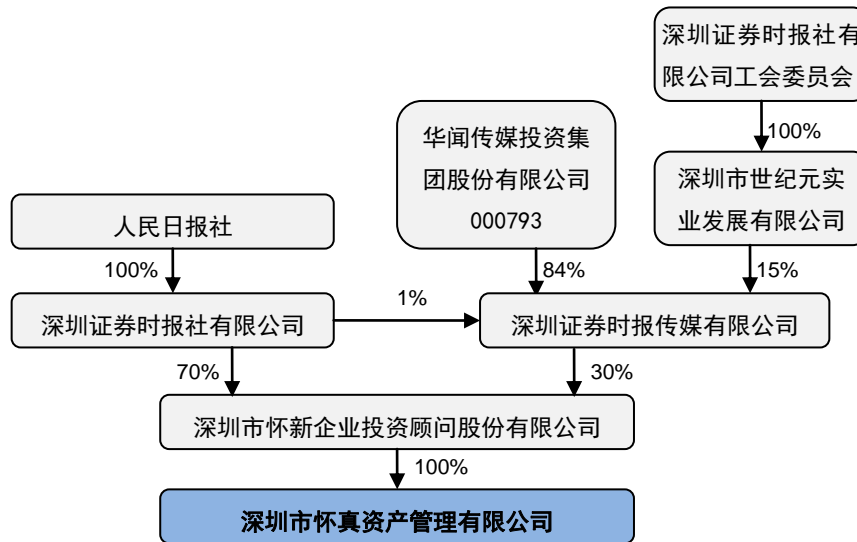 深圳证券时报社有
限公司工会委员会
100%
华闻传媒投资集
团股份有限公司
000793
深圳市世纪元实
业发展有限公司
人民日报社
100%
84%
15%
深圳证券时报社有限公司
1%
深圳证券时报传媒有限公司
70%
30%
深圳市怀新企业投资顾问股份有限公司
100%
深圳市怀真资产管理有限公司